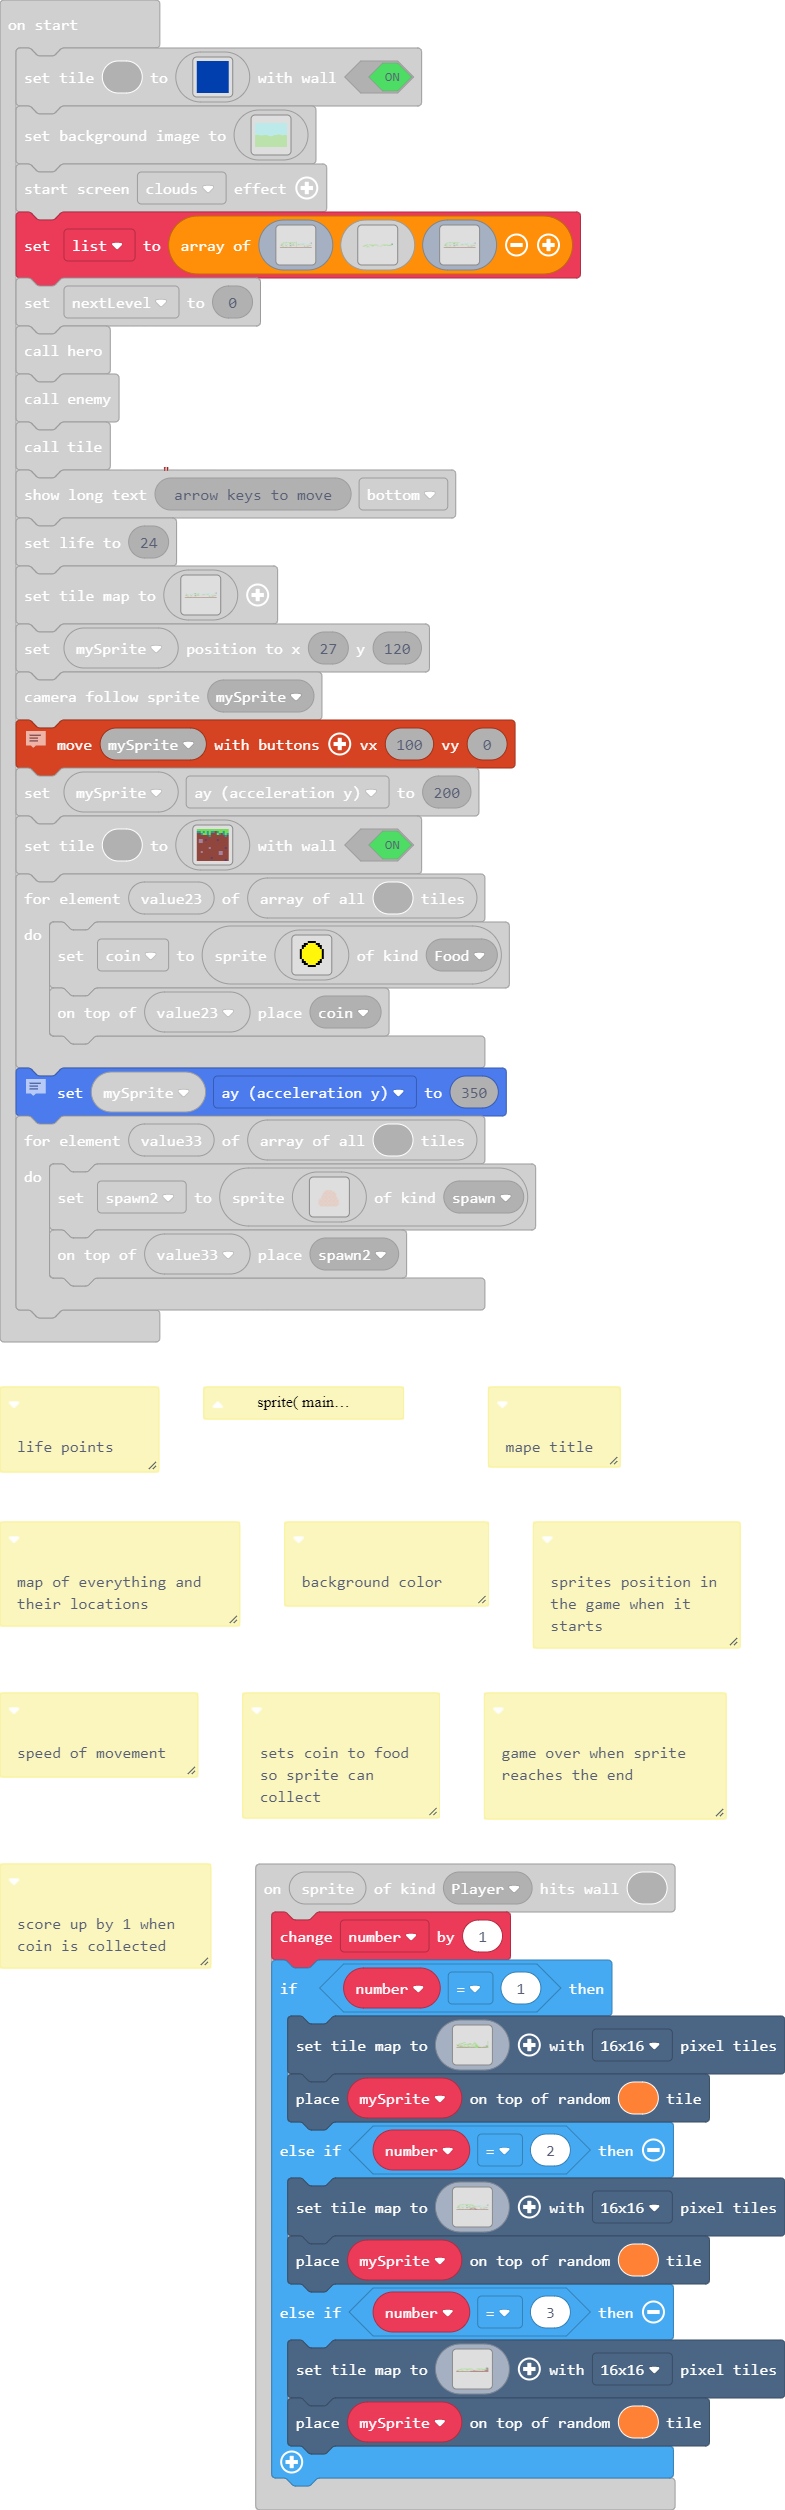 on start
set tile to with wall ON
set background image to
start screen clouds effect
set list to array of
set nextLevel to 0
call hero
call enemy
call tile
"
show long text arrow keys to move bottom
set life to 24
set tile map to
set mySprite position to x 27 y 120
camera follow sprite mySprite
move mySprite with buttons vx 100 vy 0
set mySprite ay (acceleration y) to 200
set tile to with wall ON
for element value23 of array of all tiles
do
set coin to sprite of kind Food
on top of value23 place coin
set mySprite ay (acceleration y) to 350
for element value33 of array of all tiles
do
set spawn2 to sprite of kind spawn
on top of value33 place spawn2
life points
sprite( main...
mape title
map of everything and
their locations
background color
sprites position in
the game when it
starts
speed of movement
sets coin to food
so sprite can
collect
game over when sprite
reaches the end
score up by 1 when
coin is collected
on sprite of kind Player hits wall
change number by 1
if number = 1 then
set tile map to with 16x16 pixel tiles
place mySprite on top of random tile
else if number = 2 then
set tile map to with 16x16 pixel tiles
place mySprite on top of random tile
else if number = 3 then
set tile map to with 16x16 pixel tiles
place mySprite on top of random tile